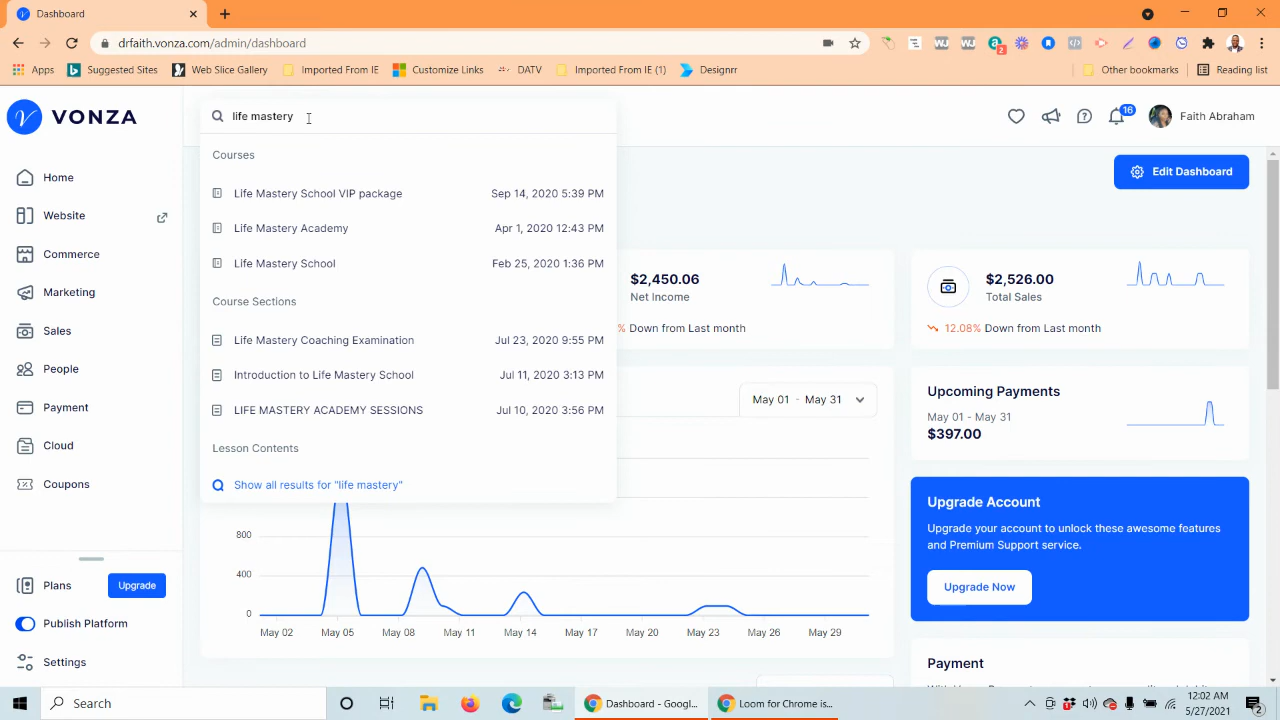 Dashboard
drfaith.vonza.com/admin/dashboard
2
Apps
Suggested Sites
Web Slice Gallery
Imported From IE
Customize Links
DATV
Imported From IE (1)
Designrr
Other bookmarks
Reading list
VONZA
life mastery
16
Faith Abraham
Courses
Life Mastery School VIP package Sep 14, 2020 5:39 PM
Life Mastery Academy Apr 1, 2020 12:43 PM
Life Mastery School Feb 25, 2020 1:36 PM
Course Sections
Life Mastery Coaching Examination Jul 23, 2020 9:55 PM
Introduction to Life Mastery School Jul 11, 2020 3:13 PM
LIFE MASTERY ACADEMY SESSIONS Jul 10, 2020 3:56 PM
Lesson Contents
Show all results for "life mastery"
Home
Website
Commerce
Marketing
Sales
People
Payment
Cloud
Coupons
Plans
Upgrade
Publish Platform
Settings
Edit Dashboard
$2,450.06
Net Income
% Down from Last month
$2,526.00
Total Sales
12.08% Down from Last month
May 01 - May 31
800
400
0
May 02 May 05 May 08 May 11 May 14 May 17 May 20 May 23 May 26 May 29
Upcoming Payments
May 01 - May 31
$397.00
Upgrade Account
Upgrade your account to unlock these awesome features
and Premium Support service.
Upgrade Now
Payment
Search
Dashboard - Googl...
Loom for Chrome is...
12:02 AM
5/27/2021
2